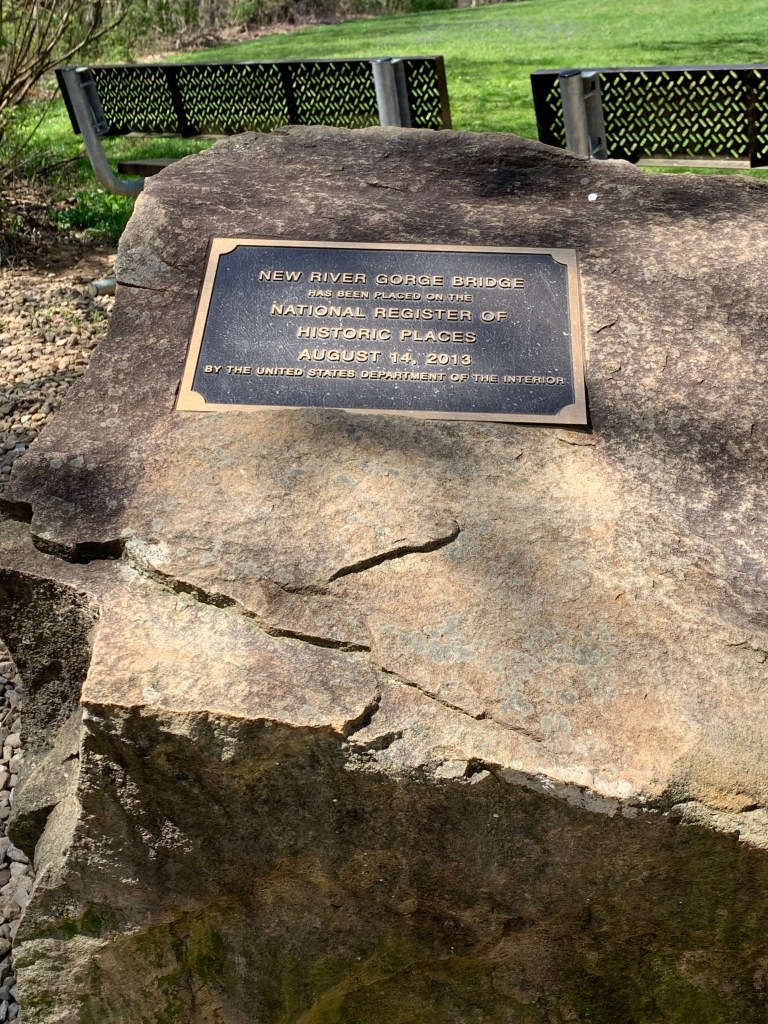 NEW RIVER GORGE BRIDGE
HAS BEEN PLACED ON THE
NATIONAL REGISTER OF
HISTORIC PLACES
AUGUST 14, 2013
BY THE UNITED STATES DEPARTMENT OF THE INTERIOR